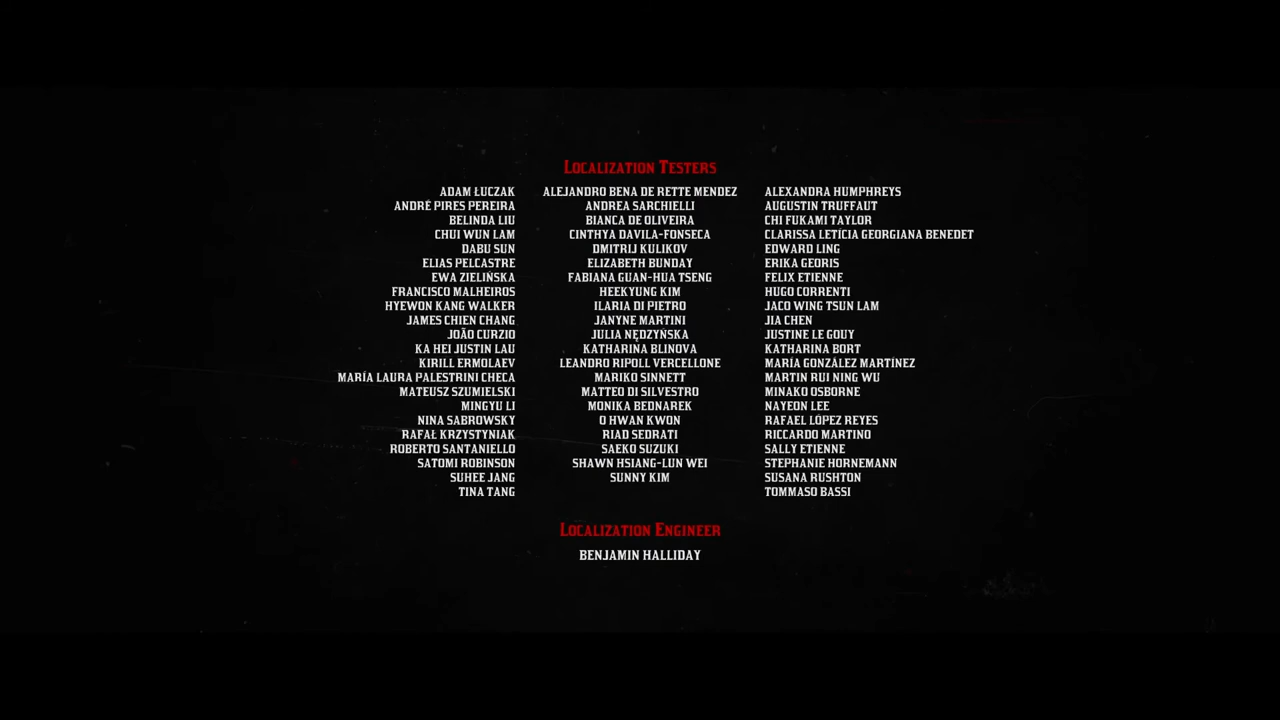 LOCALIZATION TESTERS
ADAM ŁUCZAK ALEJANDRO BENA DE RETTE MENDEZ ALEXANDRA HUMPHREYS
ANDRÉ PIRES PEREIRA ANDREA SARCHIELLI AUGUSTIN TRUFFAUT
BELINDA LIU BIANCA DE OLIVEIRA CHI FUKAMI TAYLOR
CHUI WUN LAM CINTHYA DAVILA-FONSECA CLARISSA LETÍCIA GEORGIANA BENEDET
DABU SUN DMITRIJ KULIKOV EDWARD LING
ELIAS PELCASTRE ELIZABETH BUNDAY ERIKA GEORIS
EWA ZIELIŃSKA FABIANA GUAN-HUA TSENG FELIX ETIENNE
FRANCISCO MALHEIROS HEEKYUNG KIM HUGO CORRENTI
HYEWON KANG WALKER ILARIA DI PIETRO JACO WING TSUN LAM
JAMES CHIEN CHANG JANYNE MARTINI JIA CHEN
JOÃO CURZIO JULIA NĘDZYŃSKA JUSTINE LE GOUY
KA HEI JUSTIN LAU KATHARINA BLINOVA KATHARINA BORT
KIRILL ERMOLAEV LEANDRO RIPOLL VERCELLONE MARÍA GONZÁLEZ MARTÍNEZ
MARÍA LAURA PALESTRINI CHECA MARIKO SINNETT MARTIN RUI NING WU
MATEUSZ SZUMIELSKI MATTEO DI SILVESTRO MINAKO OSBORNE
MINGYU LI MONIKA BEDNAREK NAYEON LEE
NINA SABROWSKY O HWAN KWON RAFAEL LÓPEZ REYES
RAFAŁ KRZYSTYNIAK RIAD SEDRATI RICCARDO MARTINO
ROBERTO SANTANIELLO SAEKO SUZUKI SALLY ETIENNE
SATOMI ROBINSON SHAWN HSIANG-LUN WEI STEPHANIE HORNEMANN
SUHEE JANG SUNNY KIM SUSANA RUSHTON
TINA TANG TOMMASO BASSI
LOCALIZATION ENGINEER
BENJAMIN HALLIDAY